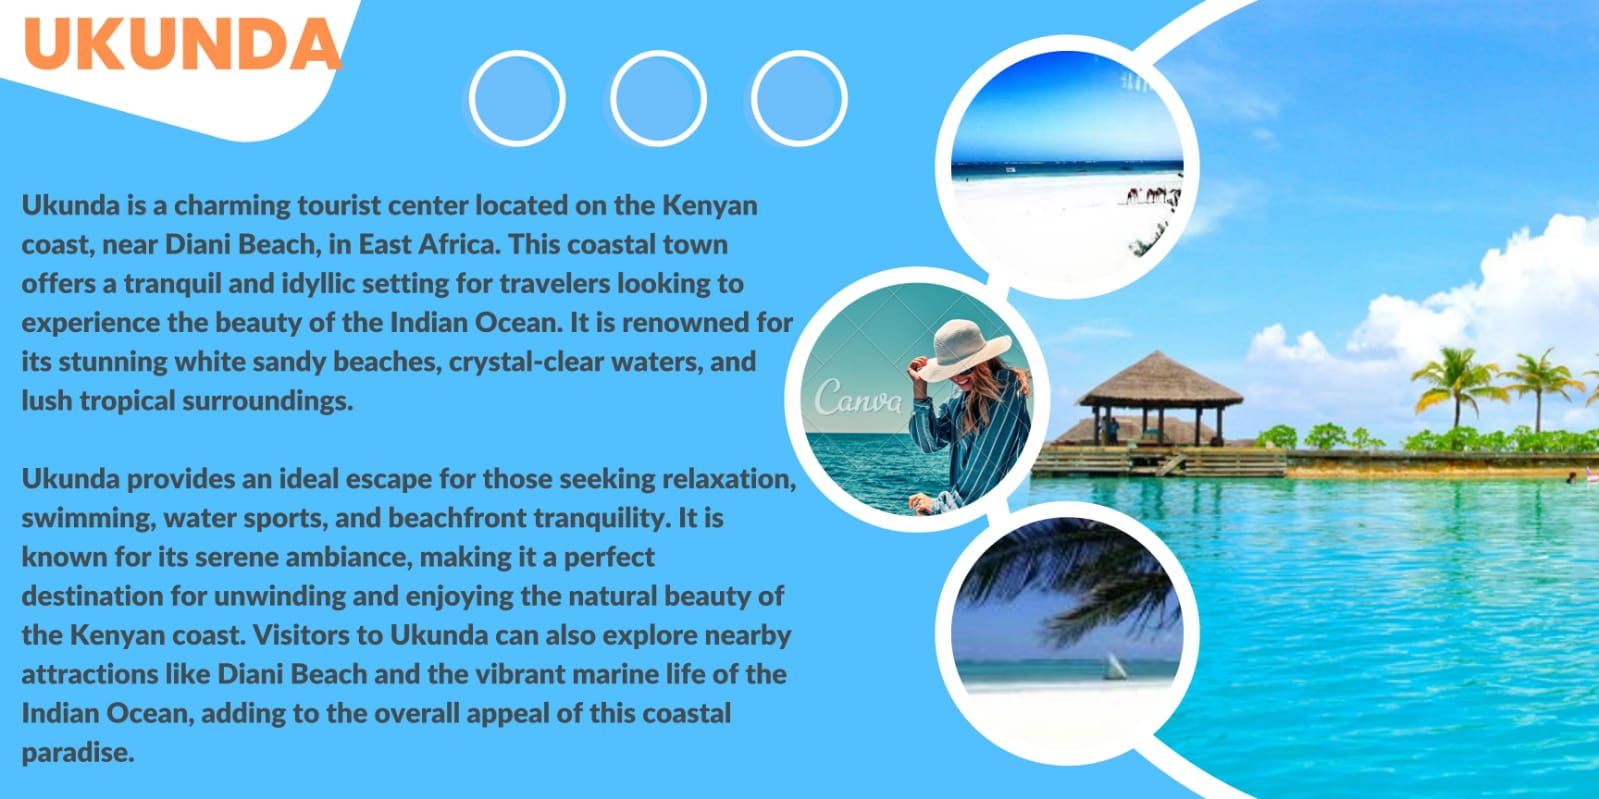 UKUNDA
Ukunda is a charming tourist center located on the Kenyan
coast, near Diani Beach, in East Africa. This coastal town
offers a tranquil and idyllic setting for travelers looking to
experience the beauty of the Indian Ocean. It is renowned for
its stunning white sandy beaches, crystal-clear waters, and
lush tropical surroundings.
Ukunda provides an ideal escape for those seeking relaxation,
swimming, water sports, and beachfront tranquility. It is
known for its serene ambiance, making it a perfect
destination for unwinding and enjoying the natural beauty of
the Kenyan coast. Visitors to Ukunda can also explore nearby
attractions like Diani Beach and the vibrant marine life of the
Indian Ocean, adding to the overall appeal of this coastal
paradise.
Canva